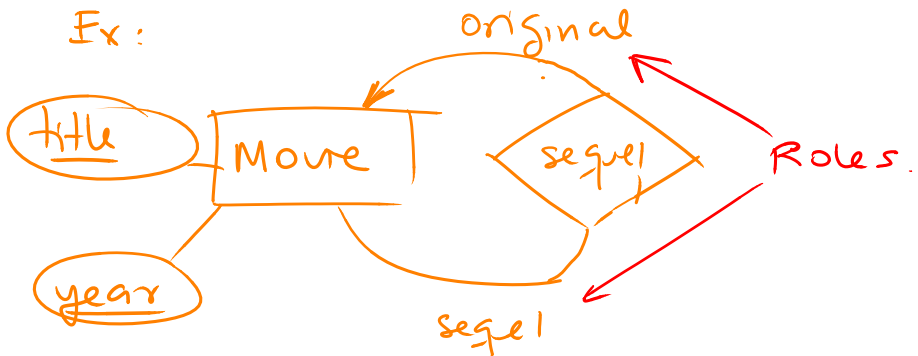 Ex:
original
title
Movie
sequel
Roles.
year
sequel